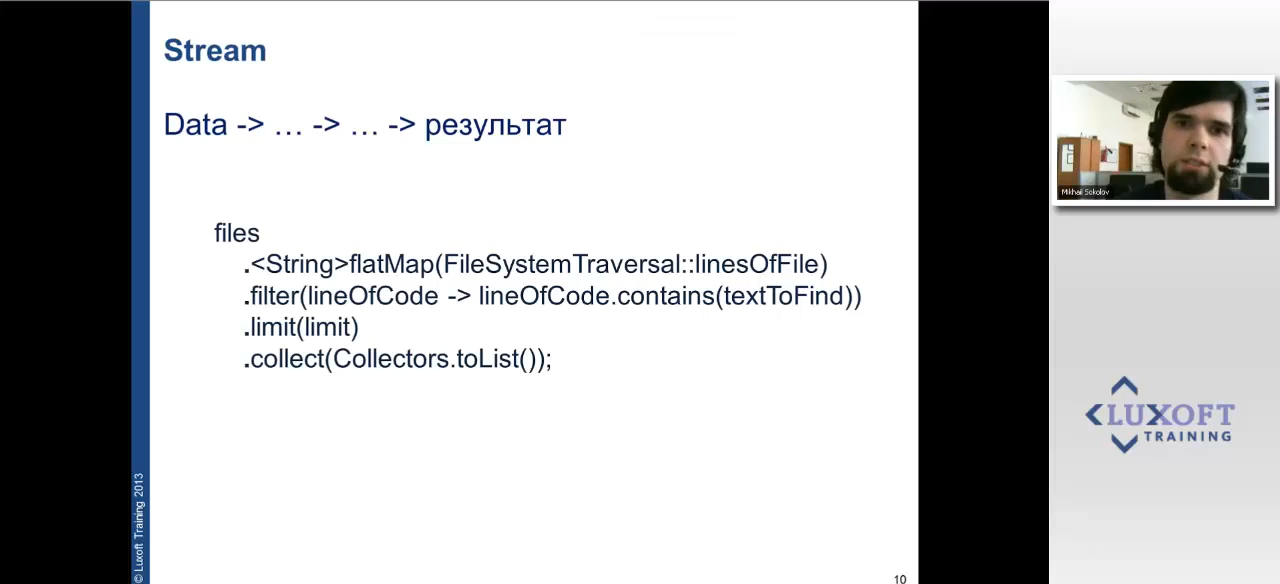 Stream
Data -> … -> … -> результат
files
.<String>flatMap(FileSystemTraversal::linesOfFile)
.filter(lineOfCode -> lineOfCode.contains(textToFind))
.limit(limit)
.collect(Collectors.toList());
© Luxoft Training 2013
10
Mikhail Sokolov
LUXOFT
TRAINING